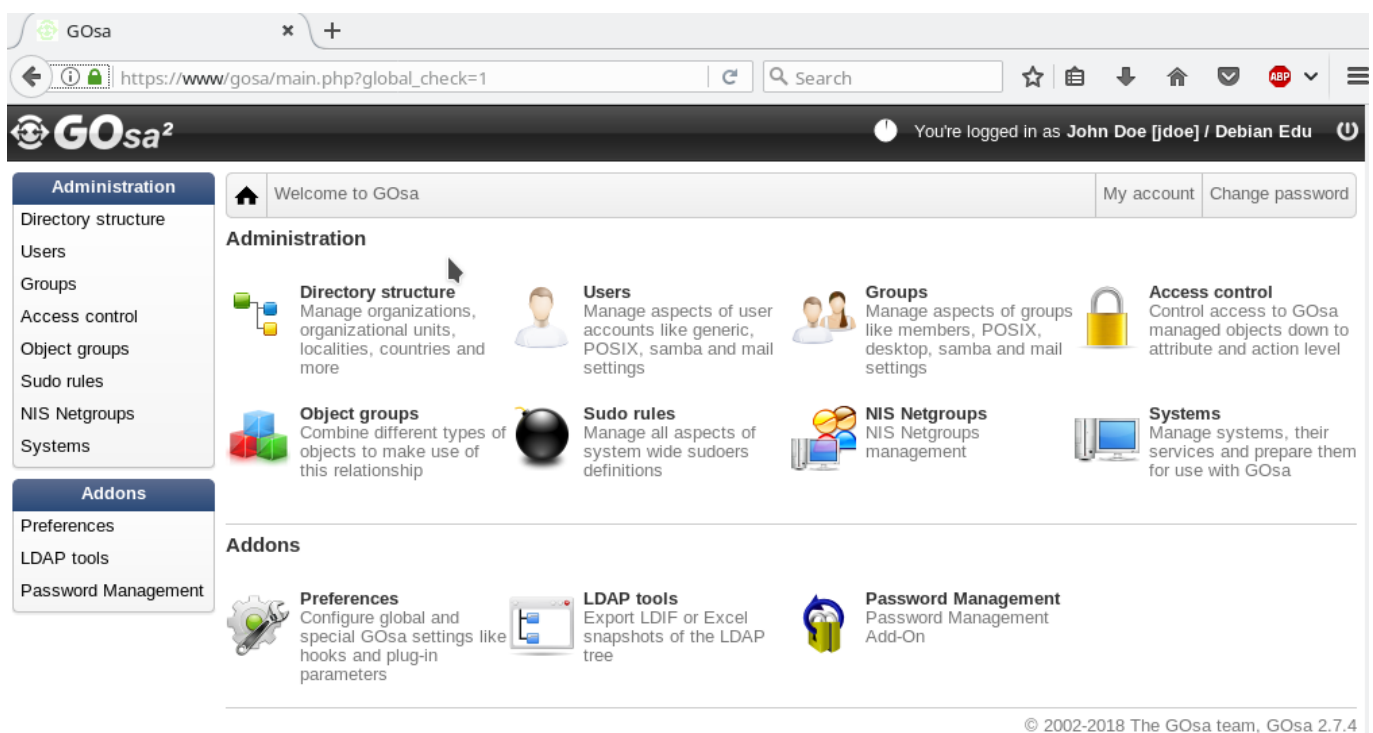 GOsa
https://www/gosa/main.php?global_check=1
Search
ABP
GOsa²
You're logged in as John Doe [jdoe] / Debian Edu
Administration
Directory structure
Users
Groups
Access control
Object groups
Sudo rules
NIS Netgroups
Systems
Addons
Preferences
LDAP tools
Password Management
Welcome to GOsa
My account
Change password
Administration
Directory structure
Manage organizations,
organizational units,
localities, countries and
more
Users
Manage aspects of user
accounts like generic,
POSIX, samba and mail
settings
Groups
Manage aspects of groups
like members, POSIX,
desktop, samba and mail
settings
Access control
Control access to GOsa
managed objects down to
attribute and action level
Object groups
Combine different types of
objects to make use of
this relationship
Sudo rules
Manage all aspects of
system wide sudoers
definitions
NIS Netgroups
NIS Netgroups
management
Systems
Manage systems, their
services and prepare them
for use with GOsa
Addons
Preferences
Configure global and
special GOsa settings like
hooks and plug-in
parameters
LDAP tools
Export LDIF or Excel
snapshots of the LDAP
tree
Password Management
Password Management
Add-On
© 2002-2018 The GOsa team, GOsa 2.7.4